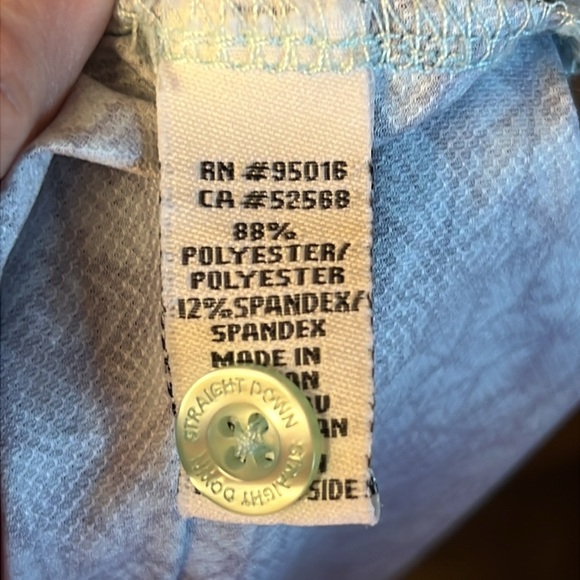 RN #95016
CA #52568
88%
POLYESTER/
POLYESTER
12%SPANDEX/
SPANDEX
MADE IN
SIDE
STRAIGHT DOWN
STRAIGHT DOWN